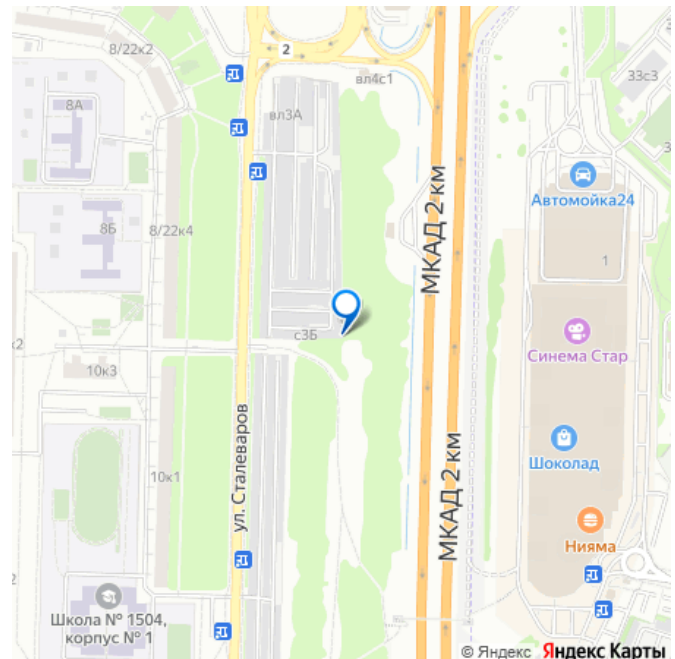 8/22к2
2
вл4с1
33с3
8А
вл3А
Автомойка24
8Б
8/22к4
1
МКАД 2 км
с3Б
Синема Стар
к2
10к3
ул. Сталеваров
Шоколад
10к1
МКАД 2 км
Нияма
Школа № 1504,
корпус № 1
© Яндекс Яндекс Карты